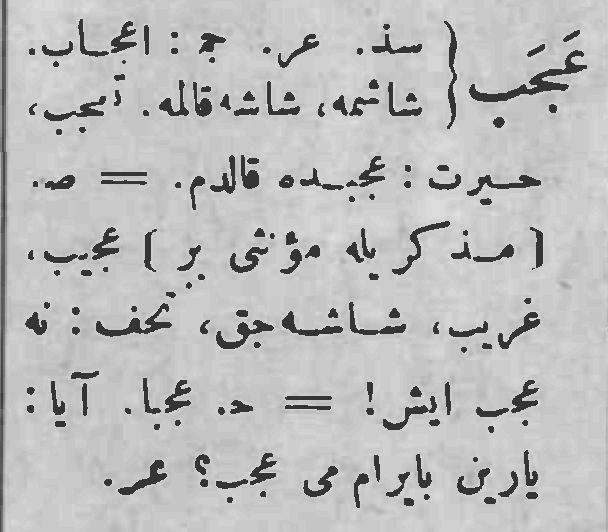 عَجَب { سذ. عر. ج : اعجاب.
شاشمه، شاشه قالمه. تعجب،
حیرت : عجبده قالدم. = ص.
( مذکر یله مؤنثی بر ) عجیب،
غریب، شاشه‌جق، تحف : نه
عجب ایش! = د. عجبا. آیا :
یارین بایرام می عجب؟ عر.